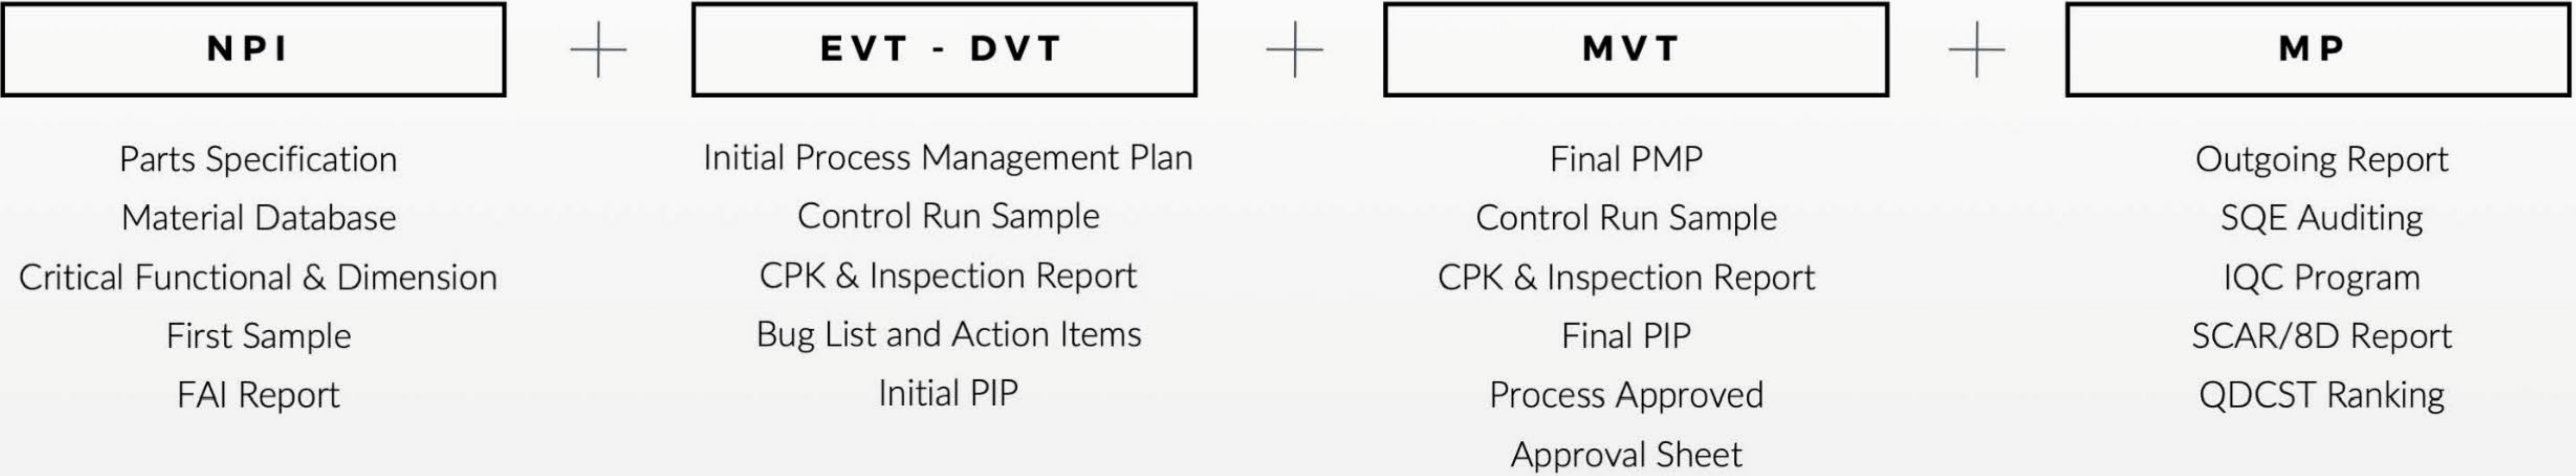 NPI
Parts Specification
Material Database
Critical Functional & Dimension
First Sample
FAI Report
EVT - DVT
Initial Process Management Plan
Control Run Sample
CPK & Inspection Report
Bug List and Action Items
Initial PIP
MVT
Final PMP
Control Run Sample
CPK & Inspection Report
Final PIP
Process Approved
Approval Sheet
MP
Outgoing Report
SQE Auditing
IQC Program
SCAR/8D Report
QDCST Ranking